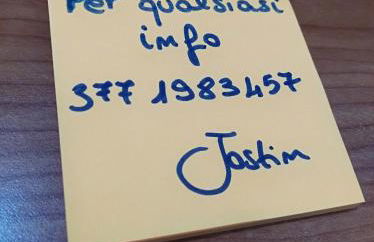 Per qualsiasi
info
377 1983457
Jastin